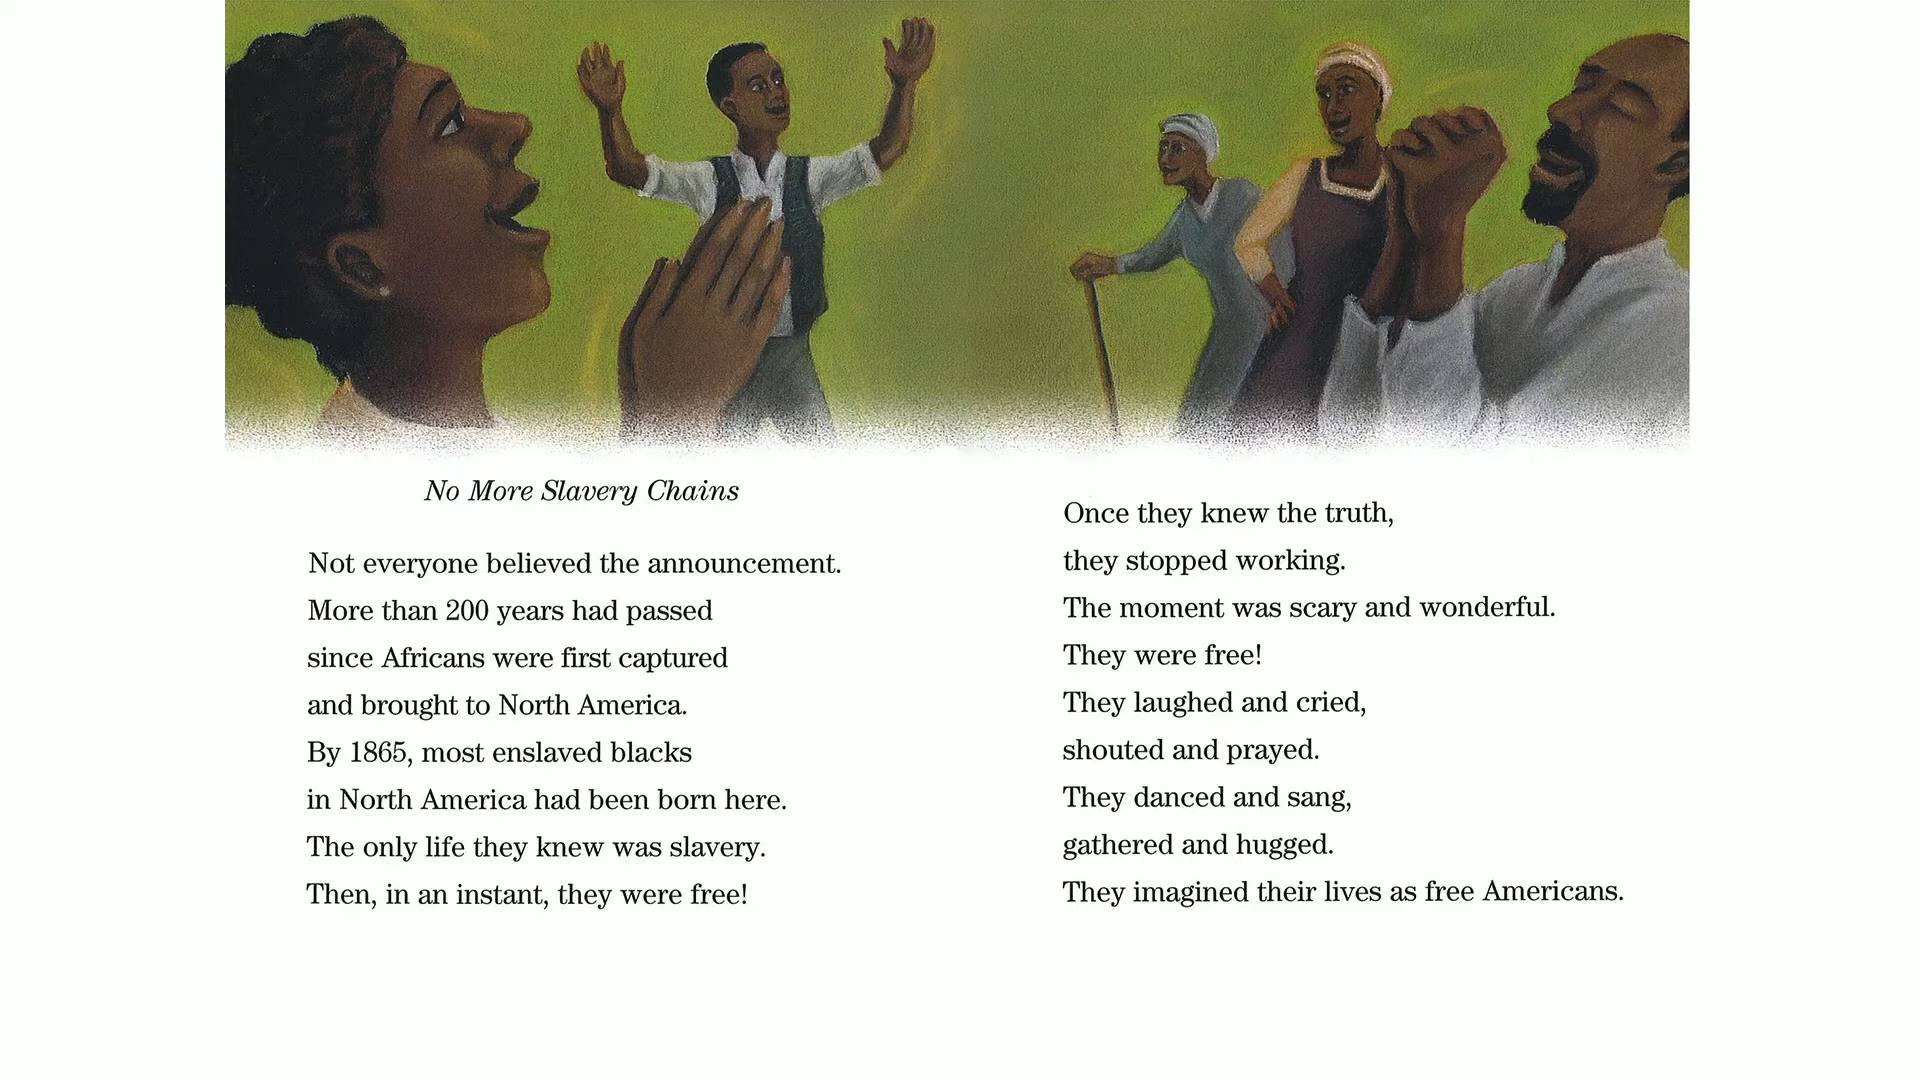 No More Slavery Chains
Not everyone believed the announcement.
More than 200 years had passed
since Africans were first captured
and brought to North America.
By 1865, most enslaved blacks
in North America had been born here.
The only life they knew was slavery.
Then, in an instant, they were free!
Once they knew the truth,
they stopped working.
The moment was scary and wonderful.
They were free!
They laughed and cried,
shouted and prayed.
They danced and sang,
gathered and hugged.
They imagined their lives as free Americans.